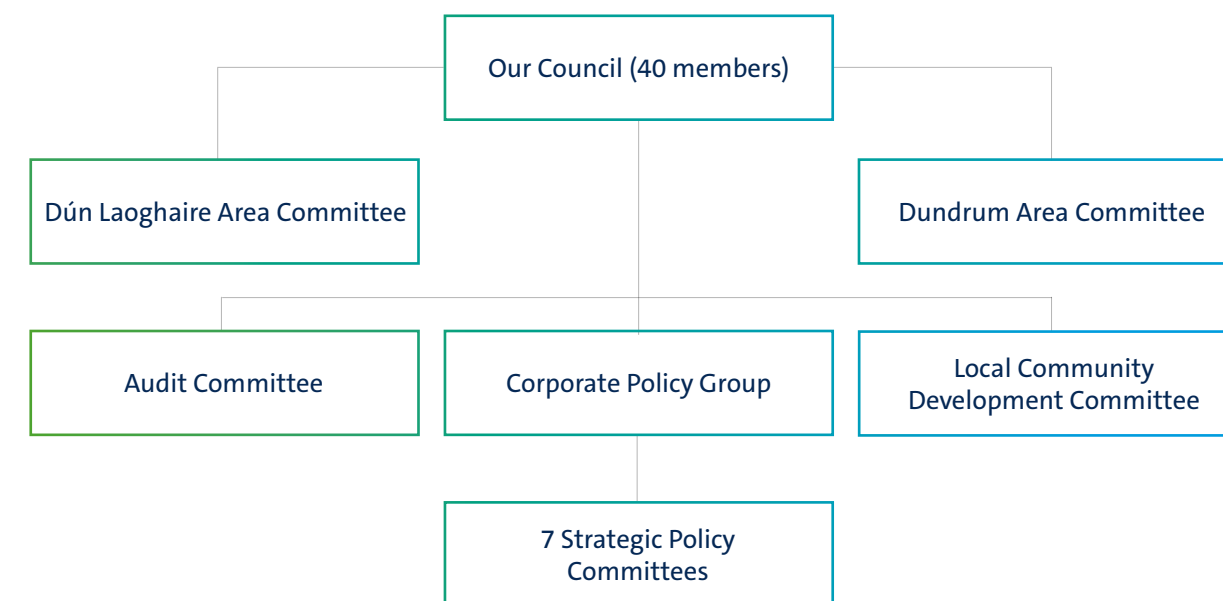 Our Council (40 members)
Dún Laoghaire Area Committee
Dundrum Area Committee
Audit Committee
Corporate Policy Group
Local Community
Development Committee
7 Strategic Policy
Committees